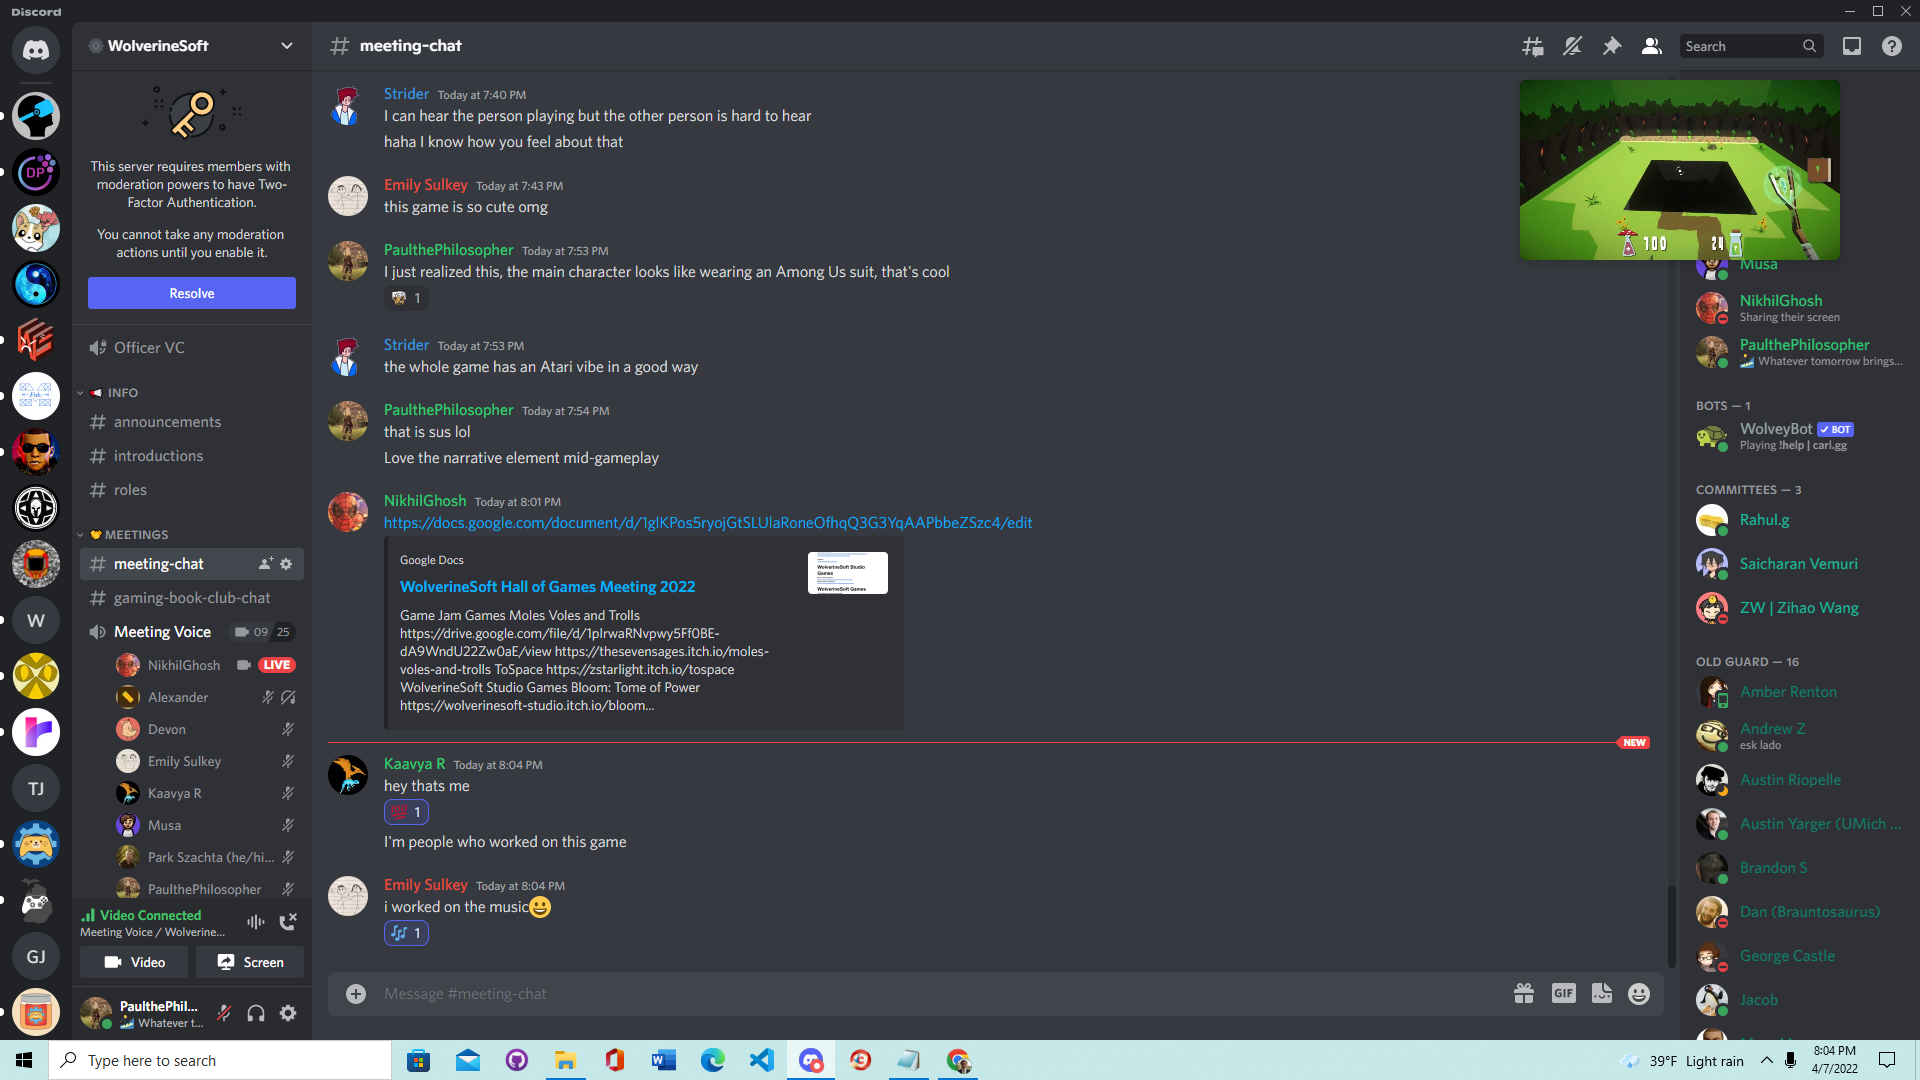 Discord
WolverineSoft
meeting-chat
Search
This server requires members with
moderation powers to have Two-
Factor Authentication.
You cannot take any moderation
actions until you enable it.
Resolve
Officer VC
INFO
announcements
introductions
roles
MEETINGS
meeting-chat
gaming-book-club-chat
Meeting Voice 09 25
NikhilGhosh LIVE
Alexander
Devon
Emily Sulkey
Kaavya R
Musa
Park Szachta (he/hi...
PaulthePhilosopher
Video Connected
Meeting Voice / Wolverine...
Video Screen
PaulthePhil...
Whatever t...
DP
W
TJ
GJ
Strider Today at 7:40 PM
I can hear the person playing but the other person is hard to hear
haha I know how you feel about that
Emily Sulkey Today at 7:43 PM
this game is so cute omg
PaulthePhilosopher Today at 7:53 PM
I just realized this, the main character looks like wearing an Among Us suit, that's cool
1
Strider Today at 7:53 PM
the whole game has an Atari vibe in a good way
PaulthePhilosopher Today at 7:54 PM
that is sus lol
Love the narrative element mid-gameplay
NikhilGhosh Today at 8:01 PM
https://docs.google.com/document/d/1glKPos5ryojGtSLUlaRoneOfhqQ3G3YqAAPbbeZSzc4/edit
Google Docs
WolverineSoft Hall of Games Meeting 2022
Game Jam Games Moles Voles and Trolls
https://drive.google.com/file/d/1pIrwaRNvpwy5Ff0BE-
dA9WndU22Zw0aE/view https://thesevensages.itch.io/moles-
voles-and-trolls ToSpace https://zstarlight.itch.io/tospace
WolverineSoft Studio Games Bloom: Tome of Power
https://wolverinesoft-studio.itch.io/bloom...
WolverineSoft Studio
Games
WolverineSoft Games
NEW
Kaavya R Today at 8:04 PM
hey thats me
1
I'm people who worked on this game
Emily Sulkey Today at 8:04 PM
i worked on the music
1
Message #meeting-chat
GIF
100 24
Musa
NikhilGhosh
Sharing their screen
PaulthePhilosopher
Whatever tomorrow brings...
BOTS — 1
WolveyBot BOT
Playing !help | carl.gg
COMMITTEES — 3
Rahul.g
Saicharan Vemuri
ZW | Zihao Wang
OLD GUARD — 16
Amber Renton
Andrew Z
esk lado
Austin Riopelle
Austin Yarger (UMich ...
Brandon S
Dan (Brauntosaurus)
George Castle
Jacob
Type here to search
39°F Light rain
8:04 PM
4/7/2022